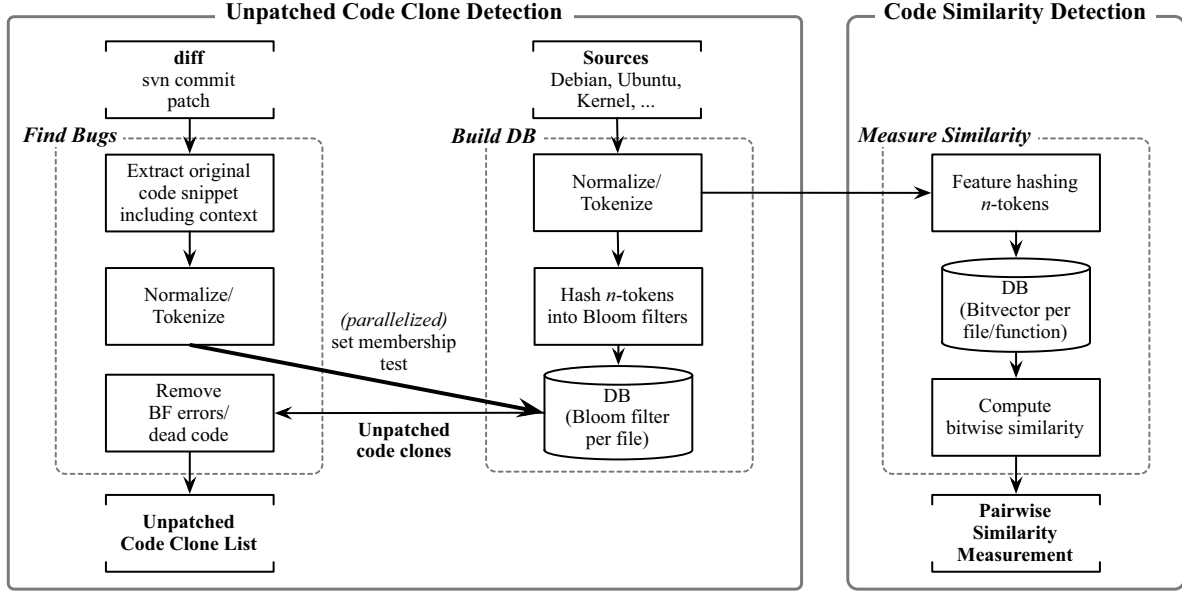 Unpatched Code Clone Detection
diff
svn commit
patch
Find Bugs
Extract original
code snippet
including context
Normalize/
Tokenize
Remove
BF errors/
dead code
Unpatched
Code Clone List
(parallelized)
set membership
test
Unpatched
code clones
Sources
Debian, Ubuntu,
Kernel, ...
Build DB
Normalize/
Tokenize
Hash n-tokens
into Bloom filters
DB
(Bloom filter
per file)
Code Similarity Detection
Measure Similarity
Feature hashing
n-tokens
DB
(Bitvector per
file/function)
Compute
bitwise similarity
Pairwise
Similarity
Measurement